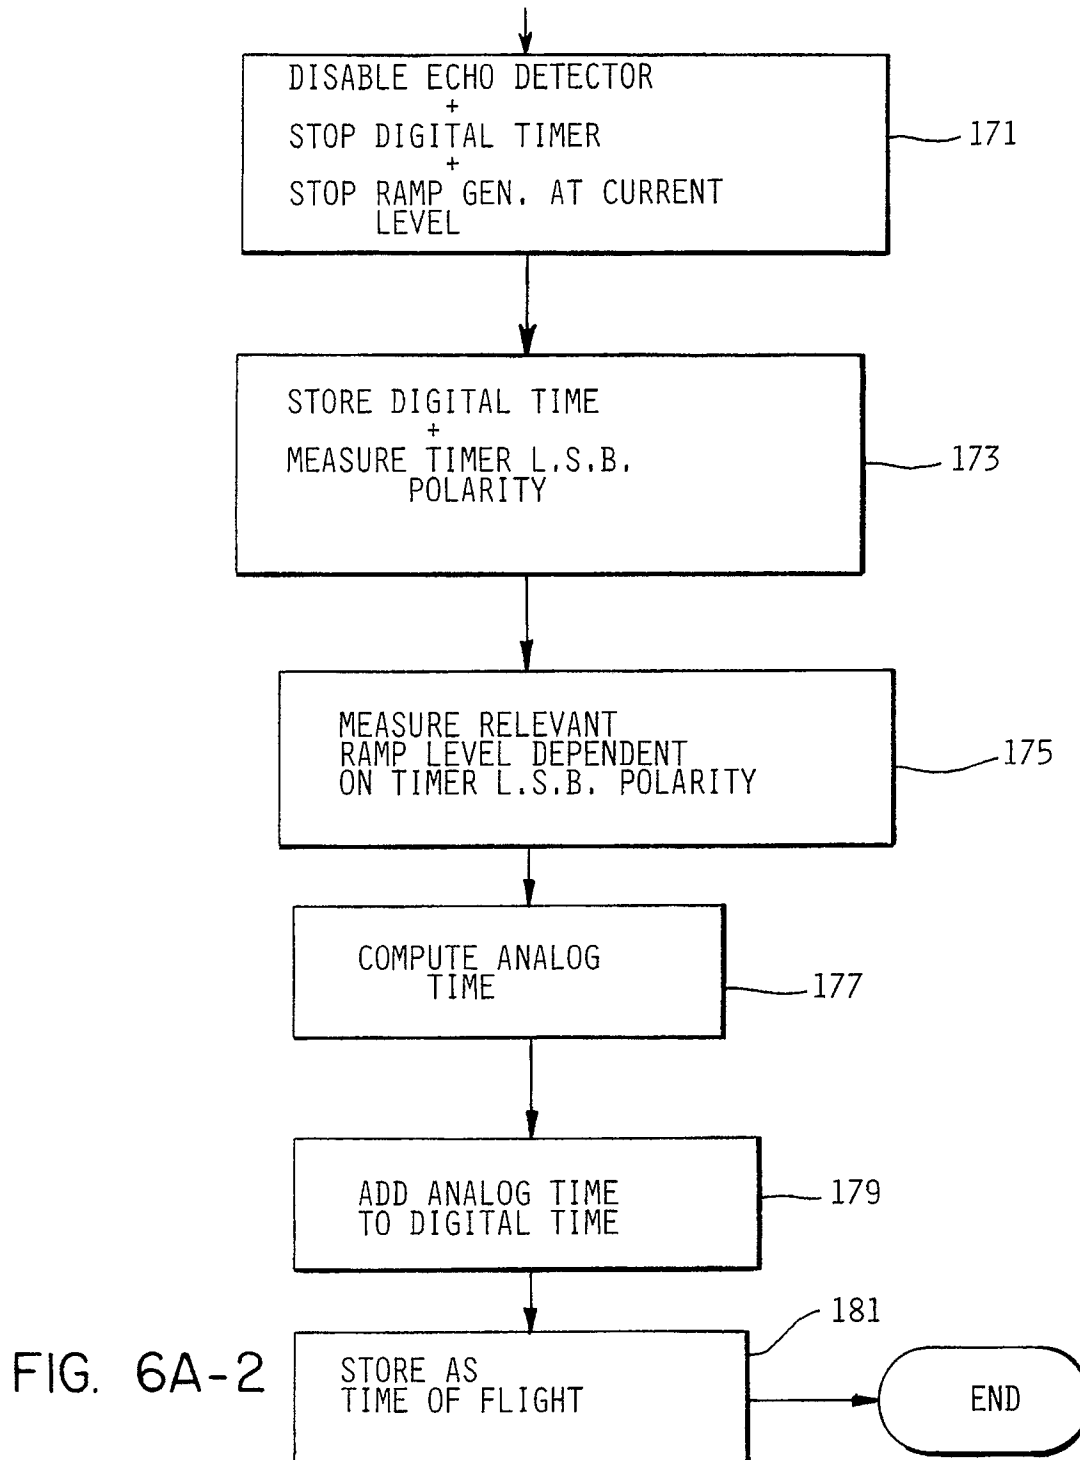 DISABLE ECHO DETECTOR
+
STOP DIGITAL TIMER
+
STOP RAMP GEN. AT CURRENT
LEVEL
171
STORE DIGITAL TIME
+
MEASURE TIMER L.S.B.
POLARITY
173
MEASURE RELEVANT
RAMP LEVEL DEPENDENT
ON TIMER L.S.B. POLARITY
175
COMPUTE ANALOG
TIME
177
ADD ANALOG TIME
TO DIGITAL TIME
179
STORE AS
TIME OF FLIGHT
181
END
FIG. 6A-2